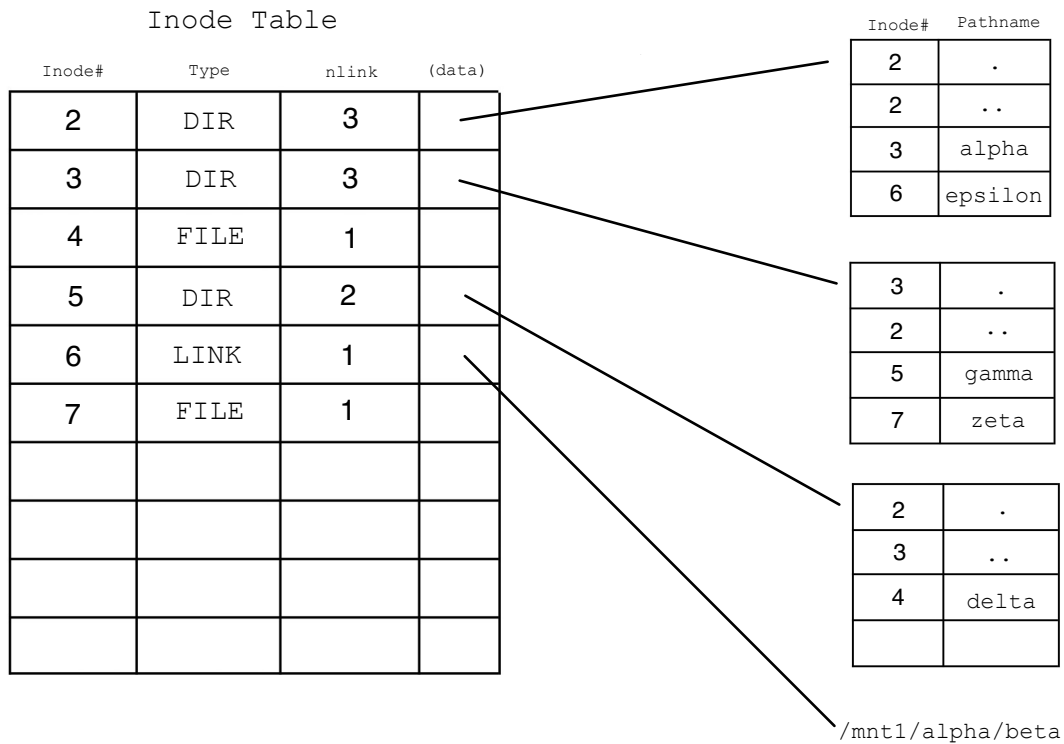 Inode Table
Inode# Type nlink (data)
2 DIR 3
3 DIR 3
4 FILE 1
5 DIR 2
6 LINK 1
7 FILE 1
Inode# Pathname
2 .
2 ..
3 alpha
6 epsilon
3 .
2 ..
5 gamma
7 zeta
2 .
3 ..
4 delta
/mnt1/alpha/beta